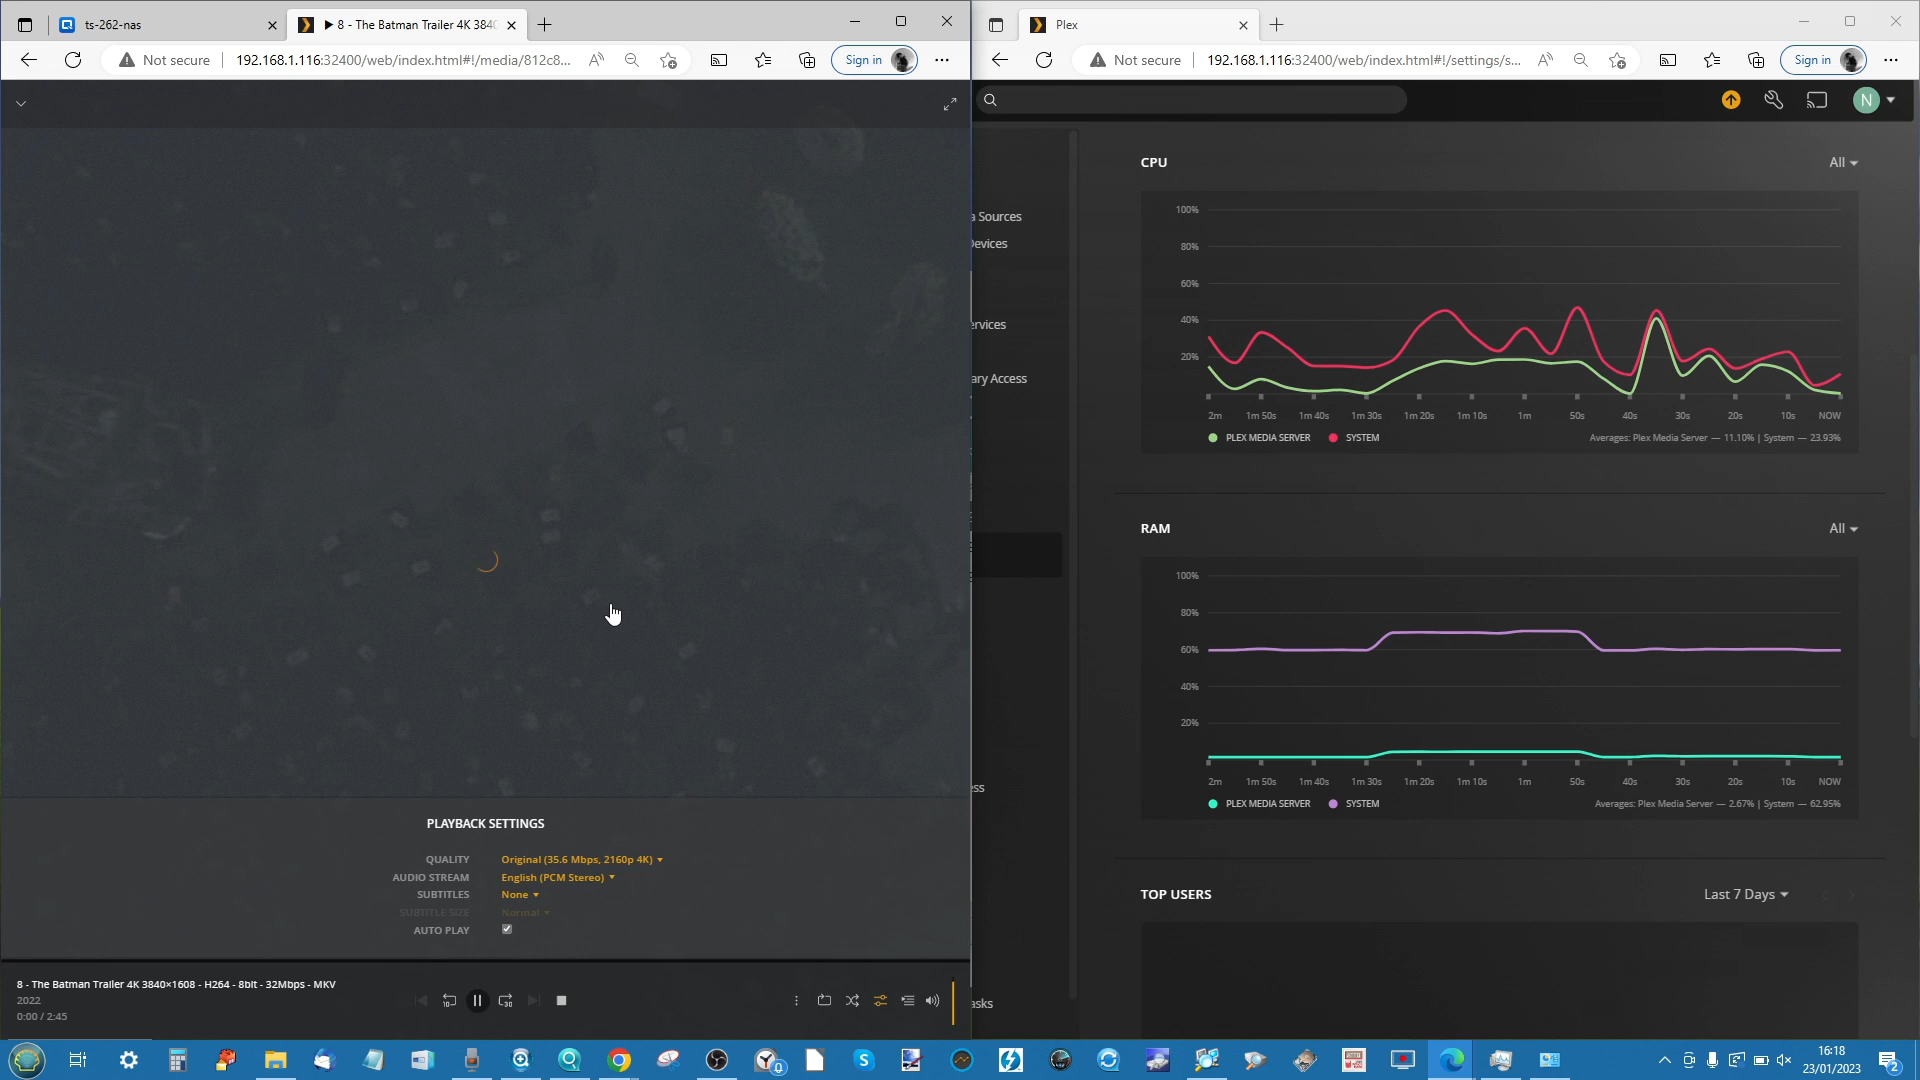 ts-262-nas
8 - The Batman Trailer 4K 384
Not secure
192.168.1.116:32400/web/index.html#!/media/812c8...
Sign in
Plex
Not secure
192.168.1.116:32400/web/index.html#!/settings/s...
Sign in
N
a Sources
Devices
ervices
ary Access
ss
asks
CPU
All
100%
80%
60%
40%
20%
2m 1m 50s 1m 40s 1m 30s 1m 20s 1m 10s 1m 50s 40s 30s 20s 10s NOW
PLEX MEDIA SERVER SYSTEM
Averages: Plex Media Server — 11.10% | System — 23.93%
RAM
All
100%
80%
60%
40%
20%
2m 1m 50s 1m 40s 1m 30s 1m 20s 1m 10s 1m 50s 40s 30s 20s 10s NOW
PLEX MEDIA SERVER SYSTEM
Averages: Plex Media Server — 2.67% | System — 62.95%
TOP USERS
Last 7 Days
PLAYBACK SETTINGS
QUALITY Original (35.6 Mbps, 2160p 4K)
AUDIO STREAM English (PCM Stereo)
SUBTITLES None
SUBTITLE SIZE Normal
AUTO PLAY
8 - The Batman Trailer 4K 3840×1608 - H264 - 8bit - 32Mbps - MKV
2022
0:00 / 2:45
10
30
16:18
23/01/2023
2